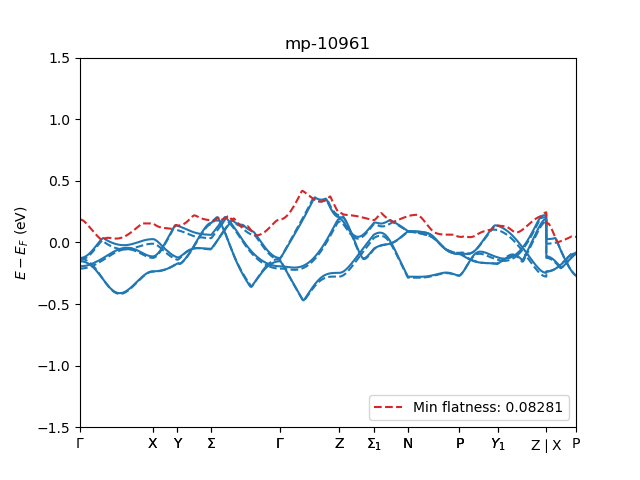 mp-10961
E − E_F (eV)
1.5
1.0
0.5
0.0
−0.5
−1.0
−1.5
Min flatness: 0.08281
Γ X Y Σ Γ Z Σ₁ N P Y₁ Z | X P